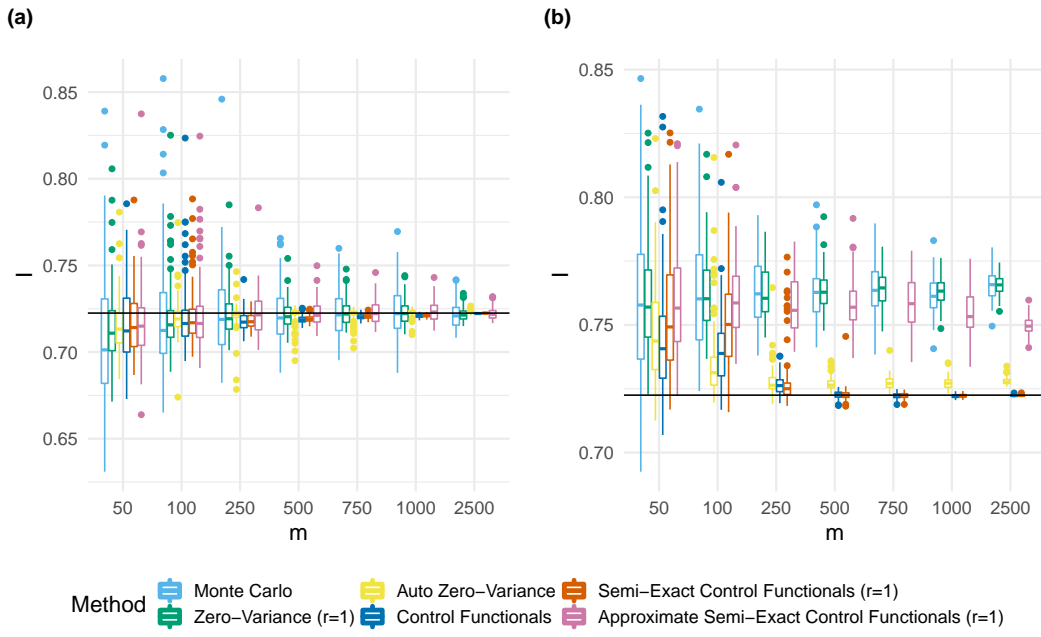 (a)
(b)
0.85
0.80
0.75
0.70
0.65
I
50 100 250 500 750 1000 2500
m
0.85
0.80
0.75
0.70
I
50 100 250 500 750 1000 2500
m
Method
Monte Carlo
Zero−Variance (r=1)
Auto Zero−Variance
Control Functionals
Semi−Exact Control Functionals (r=1)
Approximate Semi−Exact Control Functionals (r=1)